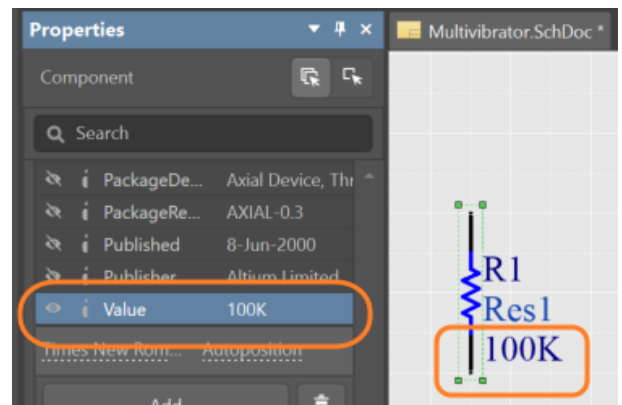 Properties
Multivibrator.SchDoc *
Component
Search
PackageDe... Axial Device, Thr
PackageRe... AXIAL-0.3
Published 8-Jun-2000
Publisher Altium Limited
Value 100K
Times New Rom... Autoposition
Add
R1
Res1
100K